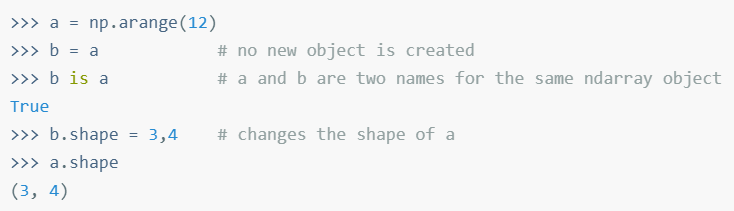 >>> a = np.arange(12)
>>> b = a            # no new object is created
>>> b is a           # a and b are two names for the same ndarray object
True
>>> b.shape = 3,4    # changes the shape of a
>>> a.shape
(3, 4)